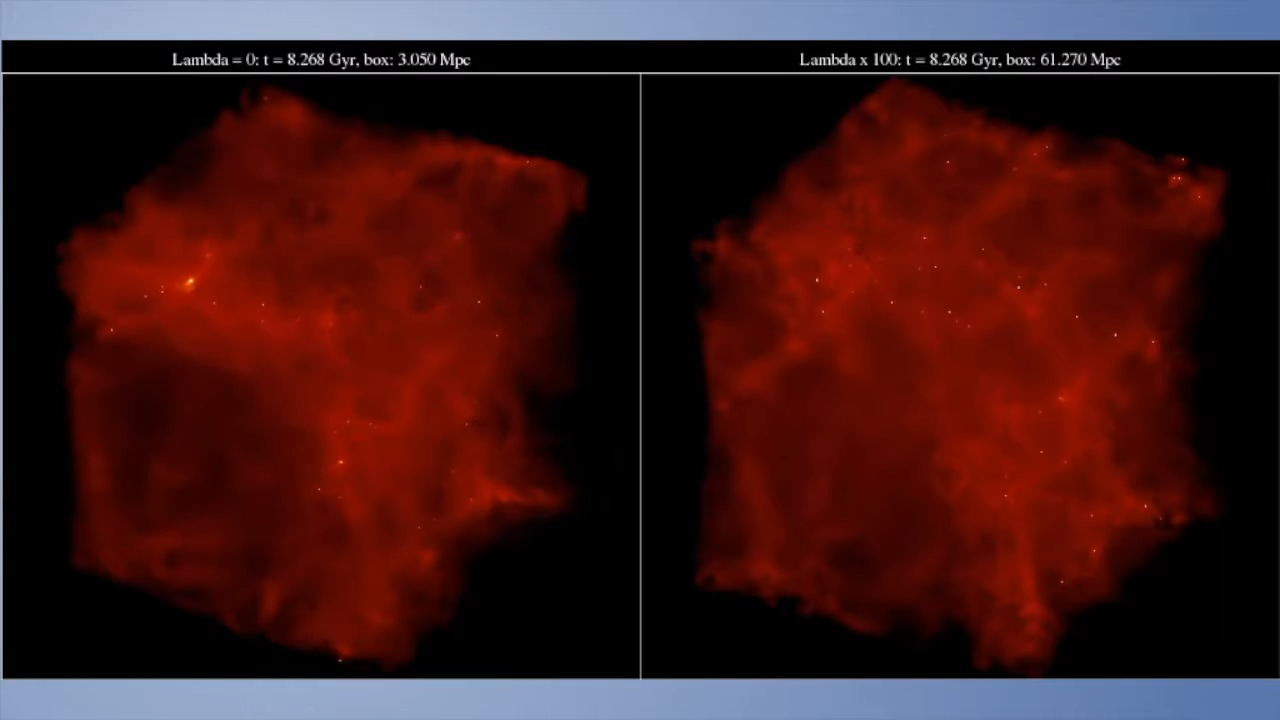 Lambda = 0: t = 8.268 Gyr, box: 3.050 Mpc
Lambda x 100: t = 8.268 Gyr, box: 61.270 Mpc